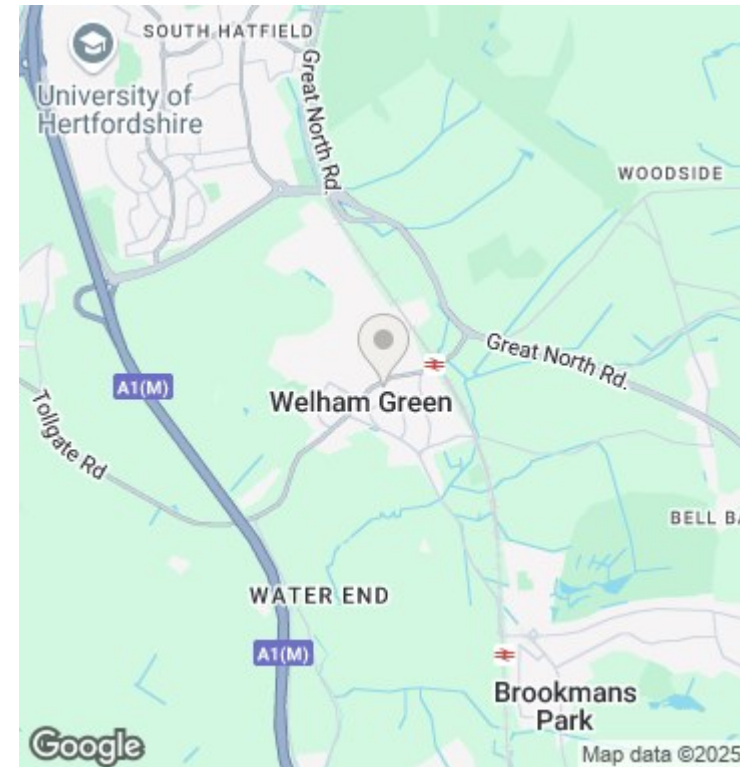 SOUTH HATFIELD
University of
Hertfordshire
Great North Rd.
WOODSIDE
Great North Rd.
A1(M)
Welham Green
Tollgate Rd
BELL BA
WATER END
A1(M)
Brookmans
Park
Google
Map data ©2025